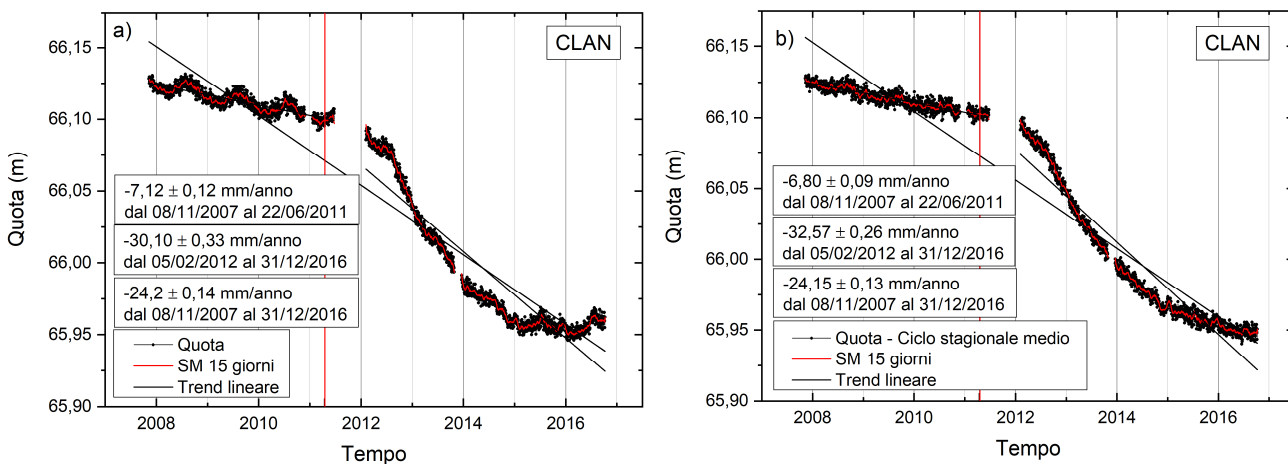 a)
CLAN
66,15
66,10
66,05
66,00
65,95
65,90
Quota (m)
-7,12 ± 0,12 mm/anno
dal 08/11/2007 al 22/06/2011
-30,10 ± 0,33 mm/anno
dal 05/02/2012 al 31/12/2016
-24,2 ± 0,14 mm/anno
dal 08/11/2007 al 31/12/2016
Quota
SM 15 giorni
Trend lineare
2008 2010 2012 2014 2016
Tempo
b)
CLAN
66,15
66,10
66,05
66,00
65,95
65,90
Quota (m)
-6,80 ± 0,09 mm/anno
dal 08/11/2007 al 22/06/2011
-32,57 ± 0,26 mm/anno
dal 05/02/2012 al 31/12/2016
-24,15 ± 0,13 mm/anno
dal 08/11/2007 al 31/12/2016
Quota - Ciclo stagionale medio
SM 15 giorni
Trend lineare
2008 2010 2012 2014 2016
Tempo